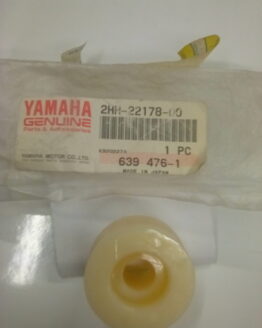 YAMAHA
GENUINE
Parts & Accessories
YAMAHA MOTOR CO.,LTD.
2HH-22178-00
1 PC
639 476-1
MADE IN JAPAN